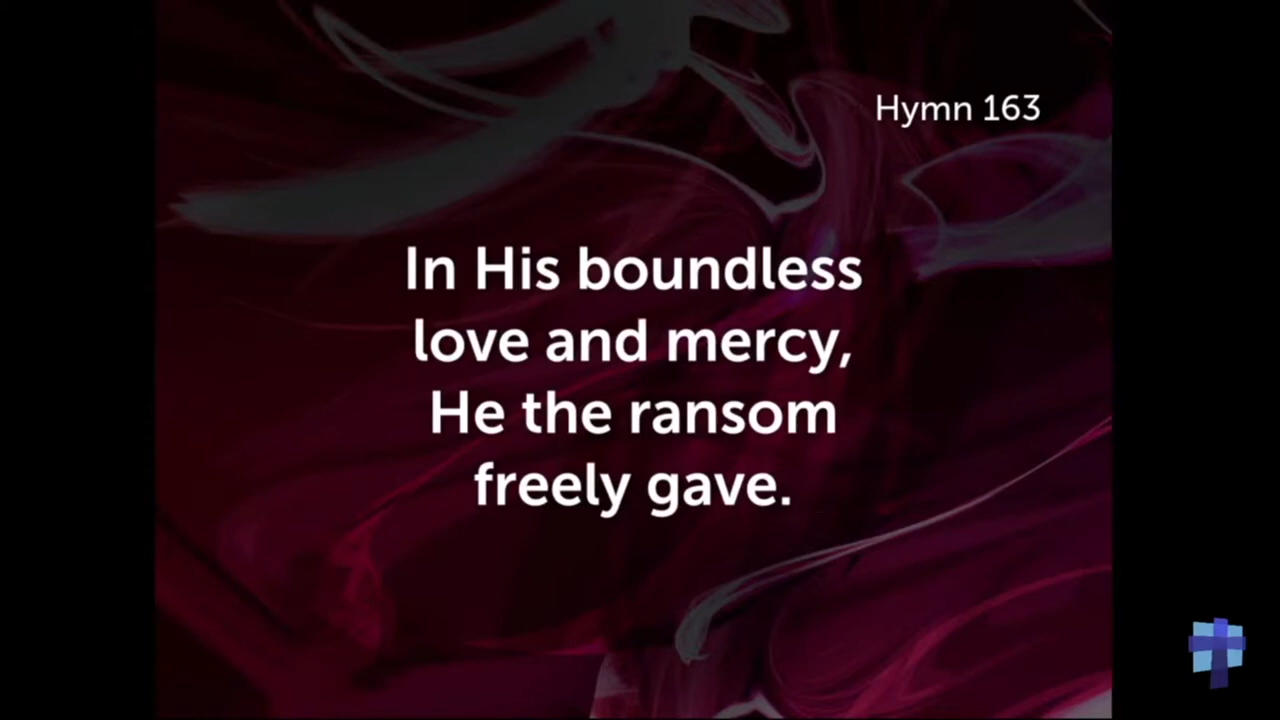 Hymn 163
In His boundless
love and mercy,
He the ransom
freely gave.